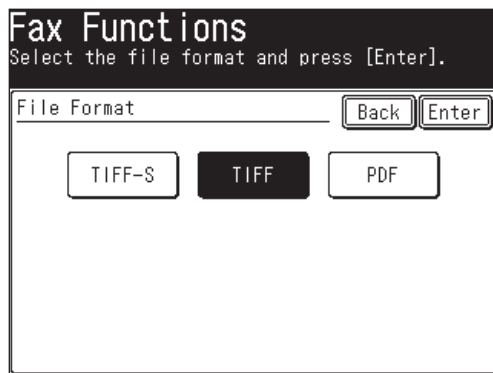 Fax Functions
Select the file format and press [Enter].
File Format Back Enter
TIFF-S TIFF PDF